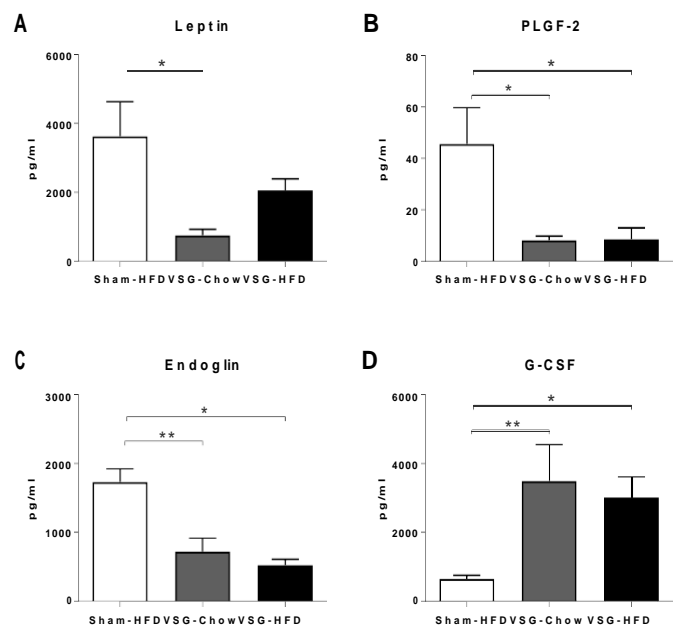 A
Leptin
pg/ml
6000
4000
2000
0
*
Sham-HFD VSG-Chow VSG-HFD
B
PLGF-2
pg/ml
80
60
40
20
0
*
*
Sham-HFD VSG-Chow VSG-HFD
C
Endoglin
pg/ml
3000
2000
1000
0
*
**
Sham-HFD VSG-Chow VSG-HFD
D
G-CSF
pg/ml
6000
4000
2000
0
*
**
Sham-HFD VSG-Chow VSG-HFD